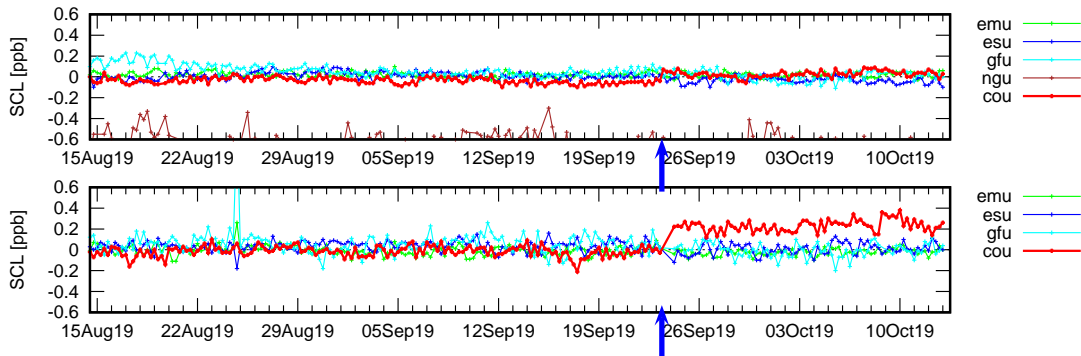 SCL [ppb]
0.6
0.4
0.2
0
-0.2
-0.4
-0.6
15Aug19 22Aug19 29Aug19 05Sep19 12Sep19 19Sep19 26Sep19 03Oct19 10Oct19
emu
esu
gfu
ngu
cou
SCL [ppb]
0.6
0.4
0.2
0
-0.2
-0.4
-0.6
15Aug19 22Aug19 29Aug19 05Sep19 12Sep19 19Sep19 26Sep19 03Oct19 10Oct19
emu
esu
gfu
cou